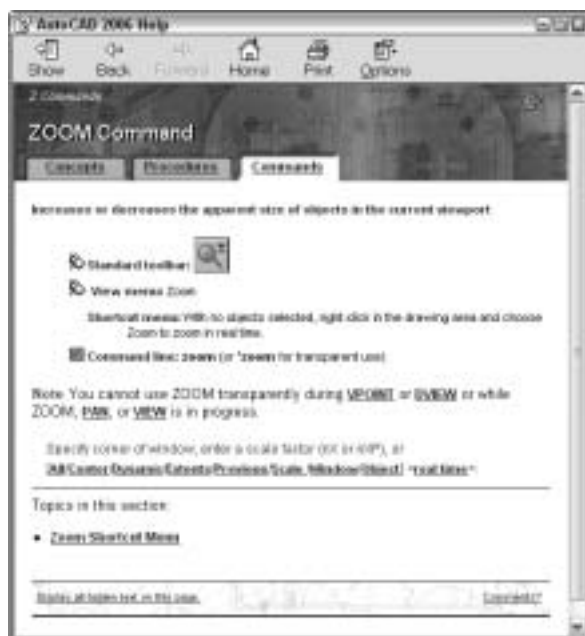 AutoCAD 2006 Help
Show Back Forward Home Print Options
Z Commands
ZOOM Command
Concepts Procedures Commands
Increases or decreases the apparent size of objects in the current viewport
Standard toolbar:
View menu: Zoom
Shortcut menu: With no objects selected, right-click in the drawing area and choose
Zoom to zoom in real time.
Command line: zoom (or 'zoom for transparent use)
Note You cannot use ZOOM transparently during VPOINT or DVIEW or while
ZOOM, PAN, or VIEW is in progress.
Specify corner of window, enter a scale factor (nX or nXP), or
[All/Center/Dynamic/Extents/Previous/Scale/Window/Object] <real time>:
Topics in this section:
• Zoom Shortcut Menu
Display all hidden text on this page.
Comments?